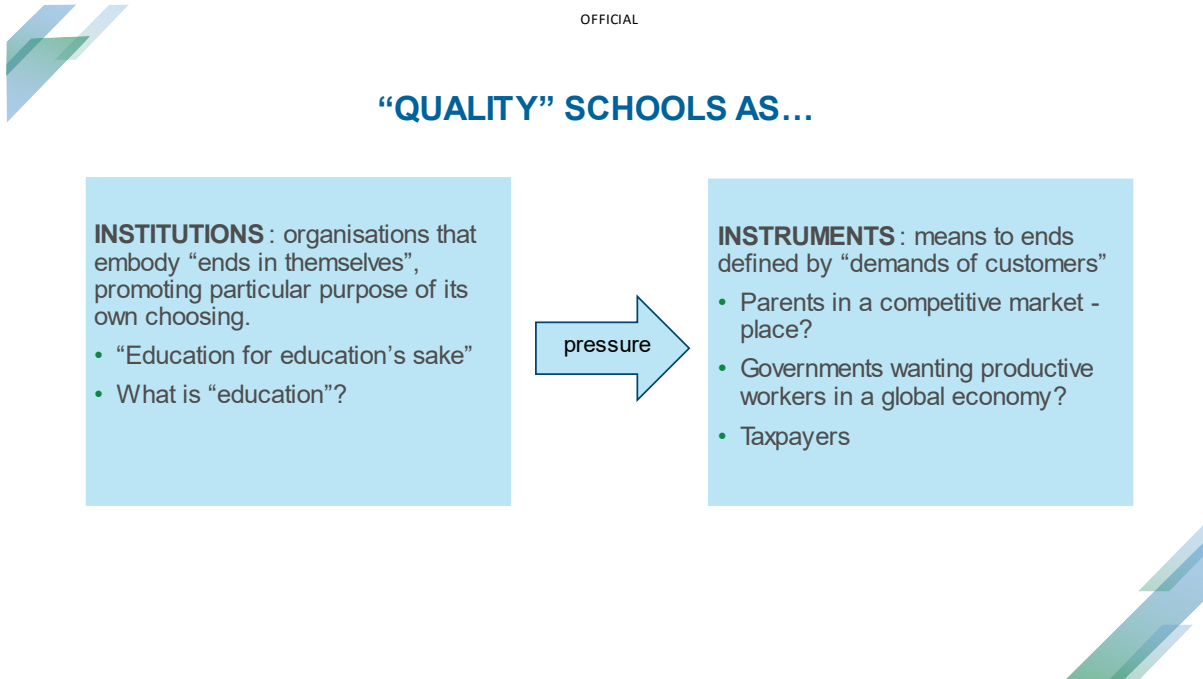 OFFICIAL
“QUALITY” SCHOOLS AS…
INSTITUTIONS : organisations that
embody “ends in themselves”,
promoting particular purpose of its
own choosing.
• “Education for education’s sake”
• What is “education”?
pressure
INSTRUMENTS : means to ends
defined by “demands of customers”
• Parents in a competitive market -
place?
• Governments wanting productive
workers in a global economy?
• Taxpayers